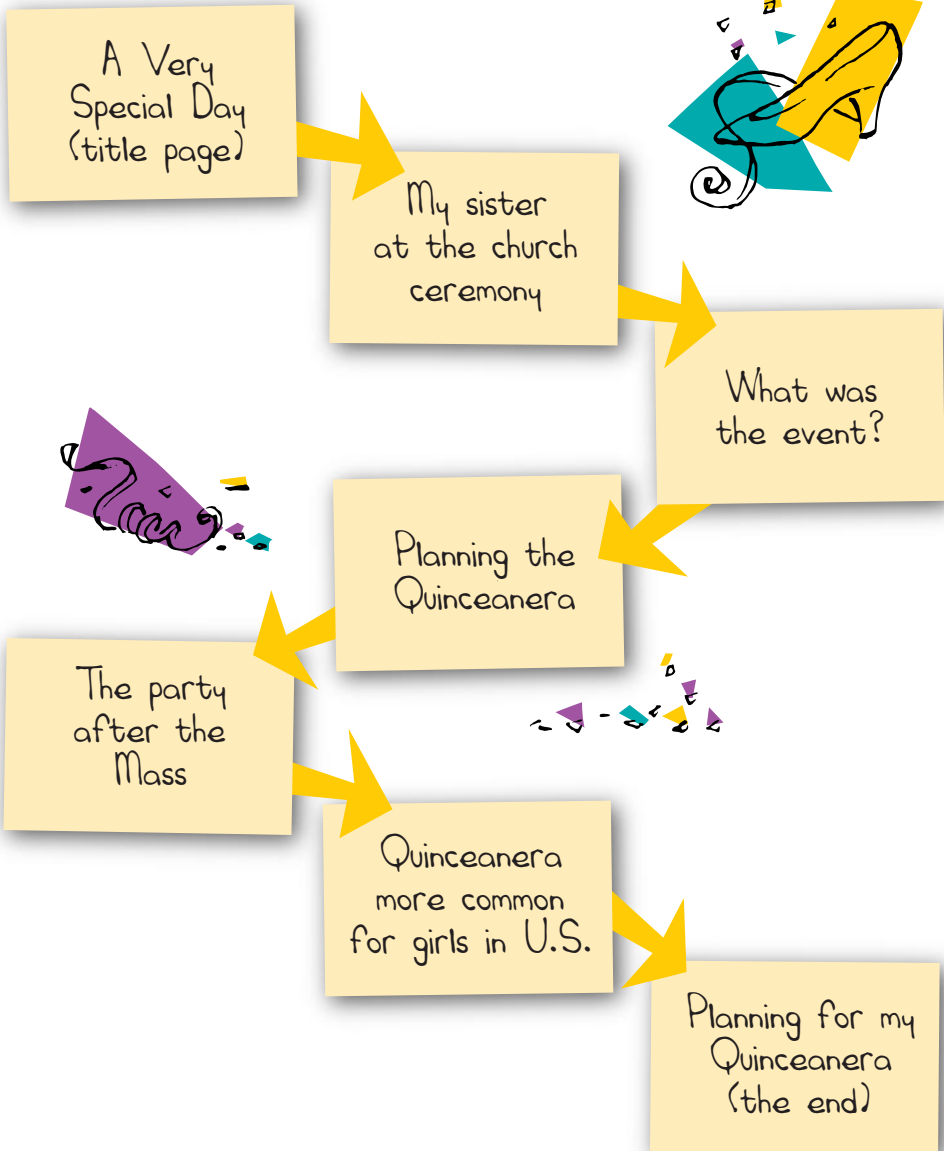 A Very
Special Day
(title page)
My sister
at the church
ceremony
What was
the event?
Planning the
Quinceanera
The party
after the
Mass
Quinceanera
more common
for girls in U.S.
Planning for my
Quinceanera
(the end)